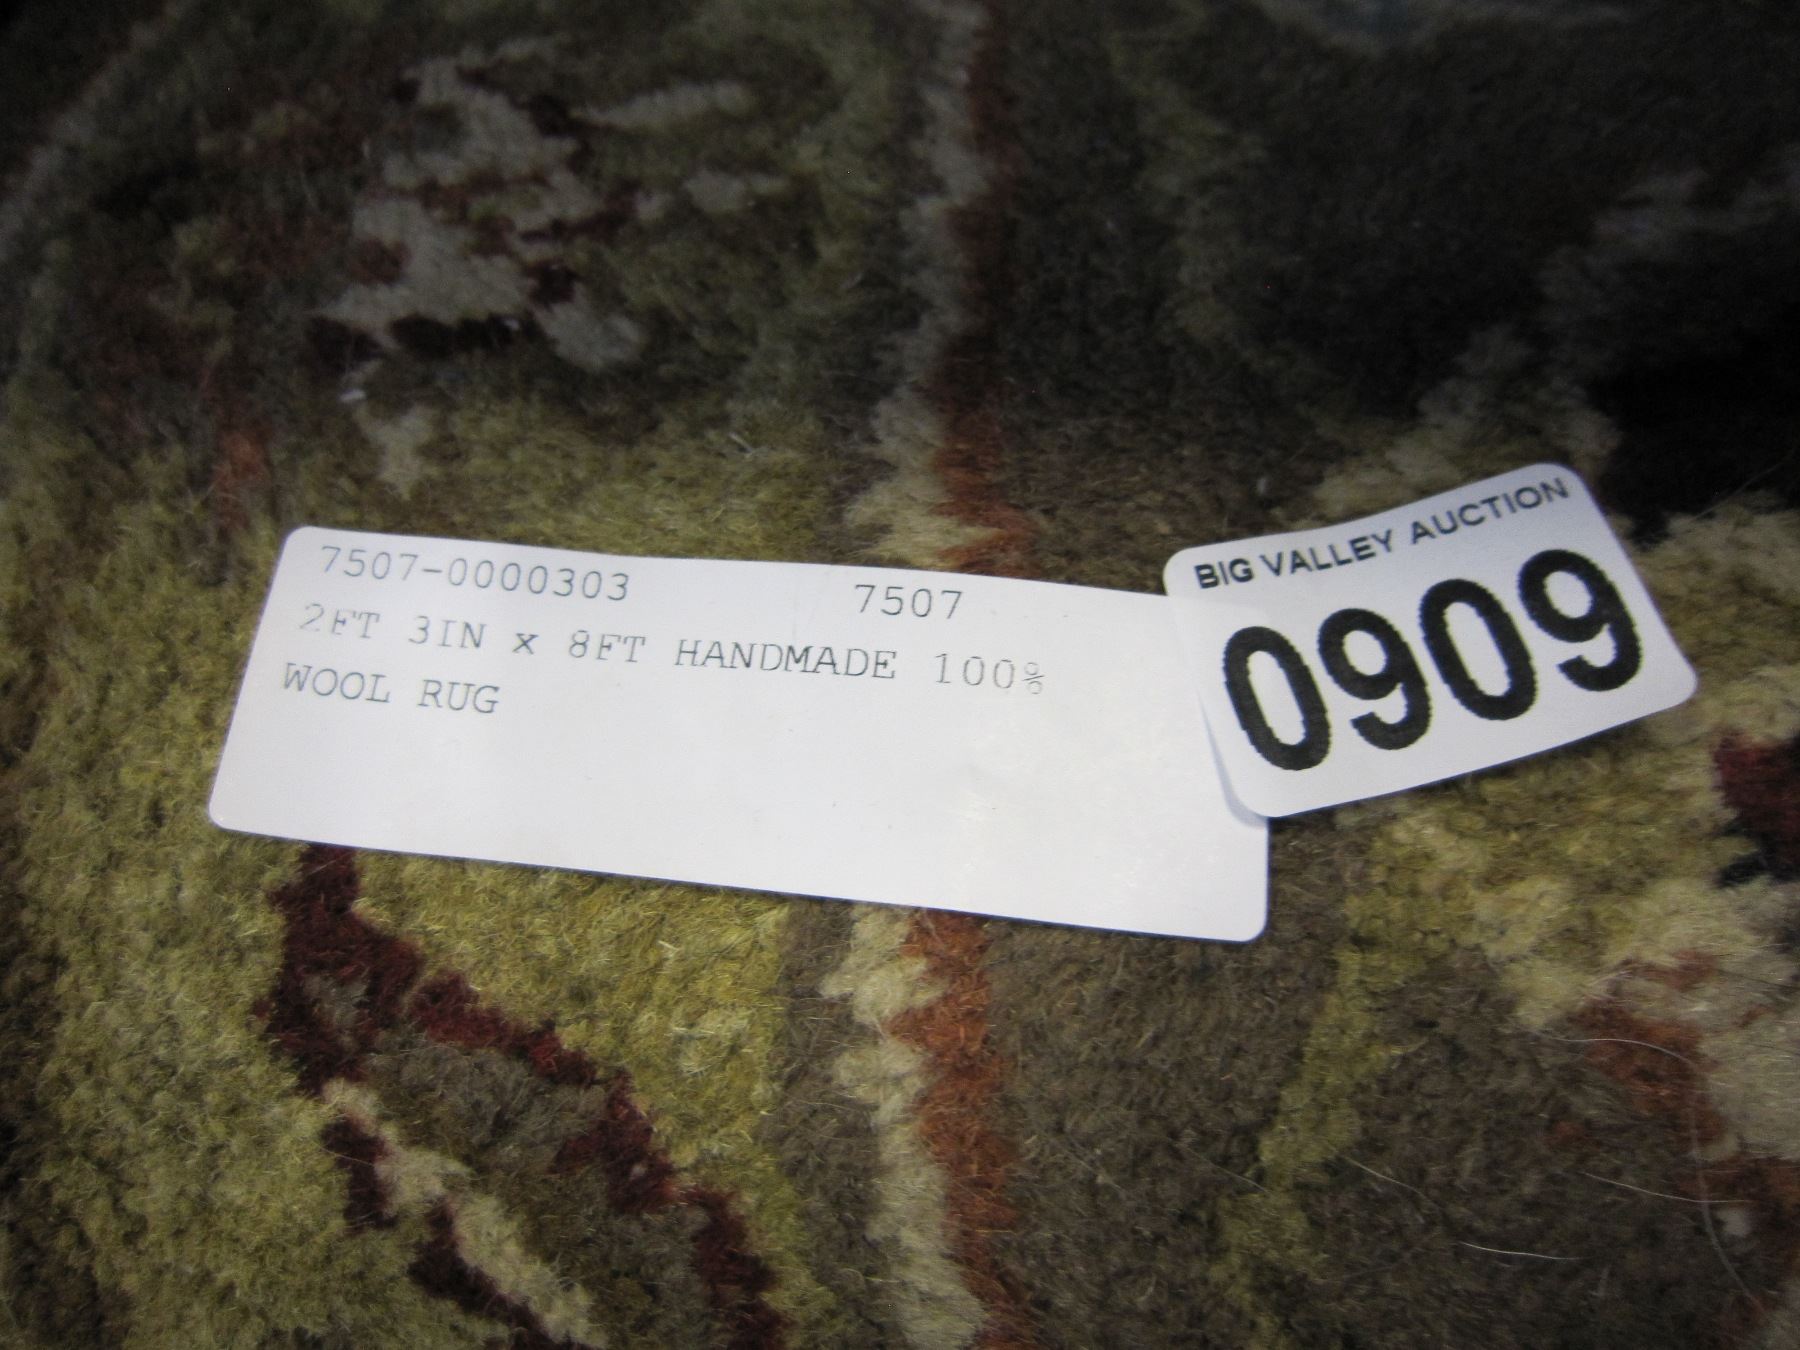 7507-0000303 7507
2FT 3IN x 8FT HANDMADE 100%
WOOL RUG
BIG VALLEY AUCTION
0909